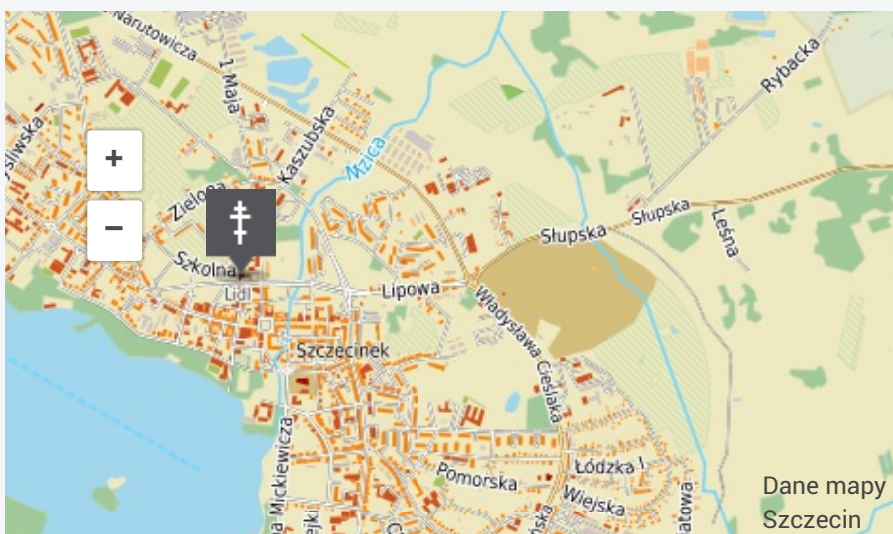 Narutowicza
1 Maja
Rybacka
Kaszubska
Mzica
Zielona
+
−
Słupska
Słupska
Leśna
Szkolna
Lidl
Lipowa
Władysława Cieślaka
Szczecinek
Mickiewicza
Pomorska
Łódzka
Wiejska
Dane mapy
Szczecin